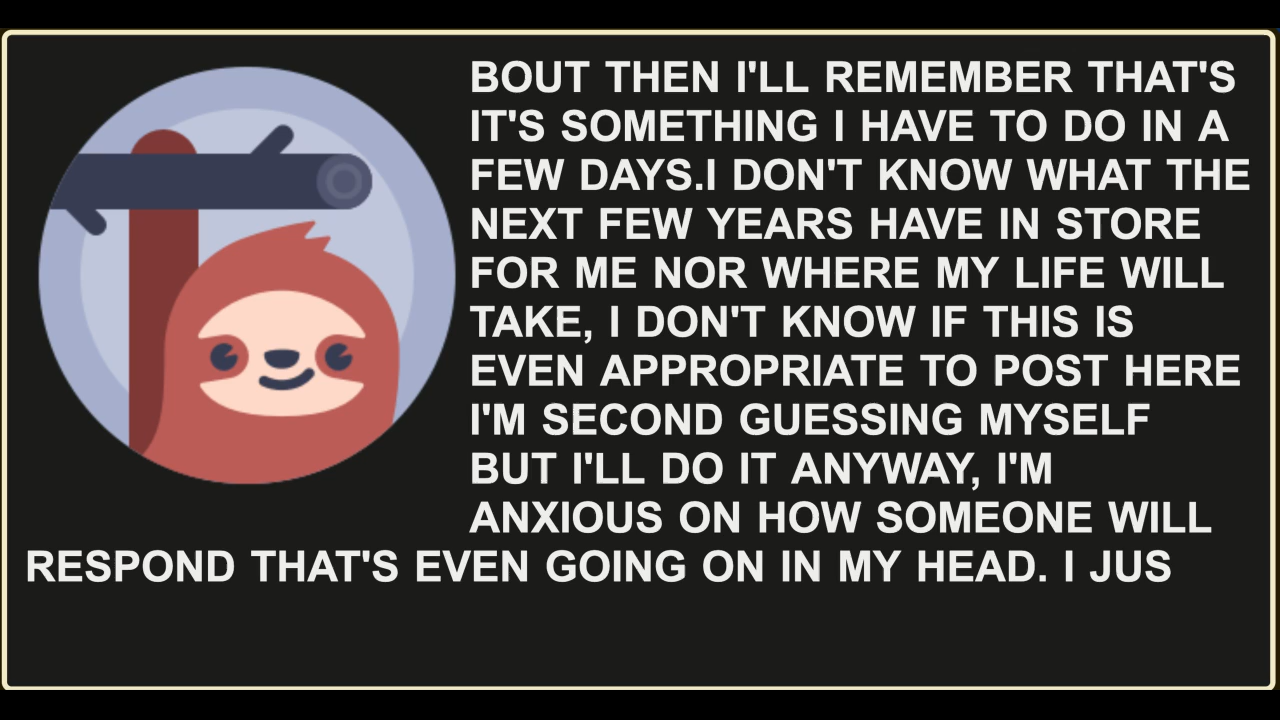 BOUT THEN I'LL REMEMBER THAT'S
IT'S SOMETHING I HAVE TO DO IN A
FEW DAYS.I DON'T KNOW WHAT THE
NEXT FEW YEARS HAVE IN STORE
FOR ME NOR WHERE MY LIFE WILL
TAKE, I DON'T KNOW IF THIS IS
EVEN APPROPRIATE TO POST HERE
I'M SECOND GUESSING MYSELF
BUT I'LL DO IT ANYWAY, I'M
ANXIOUS ON HOW SOMEONE WILL
RESPOND THAT'S EVEN GOING ON IN MY HEAD. I JUS